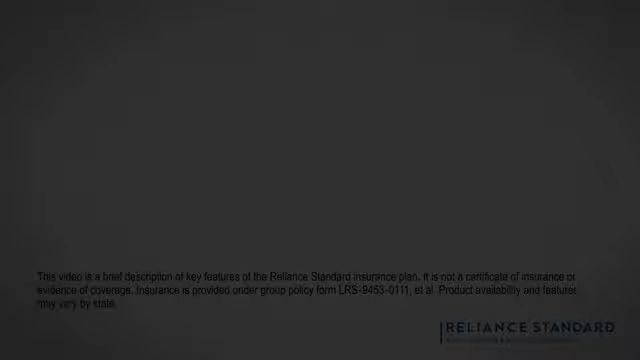 This video is a brief description of key features of the Reliance Standard insurance plan. It is not a certificate of insurance or
evidence of coverage. Insurance is provided under group policy form LRS-9453-0111, et al. Product availability and features
may vary by state.
RELIANCE STANDARD